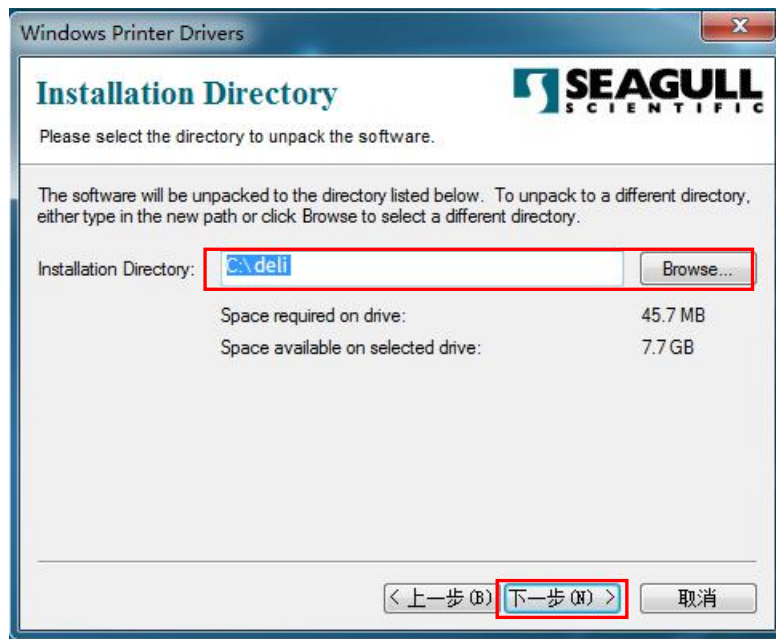 Windows Printer Drivers
X
Installation Directory
SEAGULL
SCIENTIFIC
Please select the directory to unpack the software.
The software will be unpacked to the directory listed below. To unpack to a different directory,
either type in the new path or click Browse to select a different directory.
Installation Directory: C:\deli Browse...
Space required on drive: 45.7 MB
Space available on selected drive: 7.7 GB
< 上一步(B) 下一步(N) > 取消